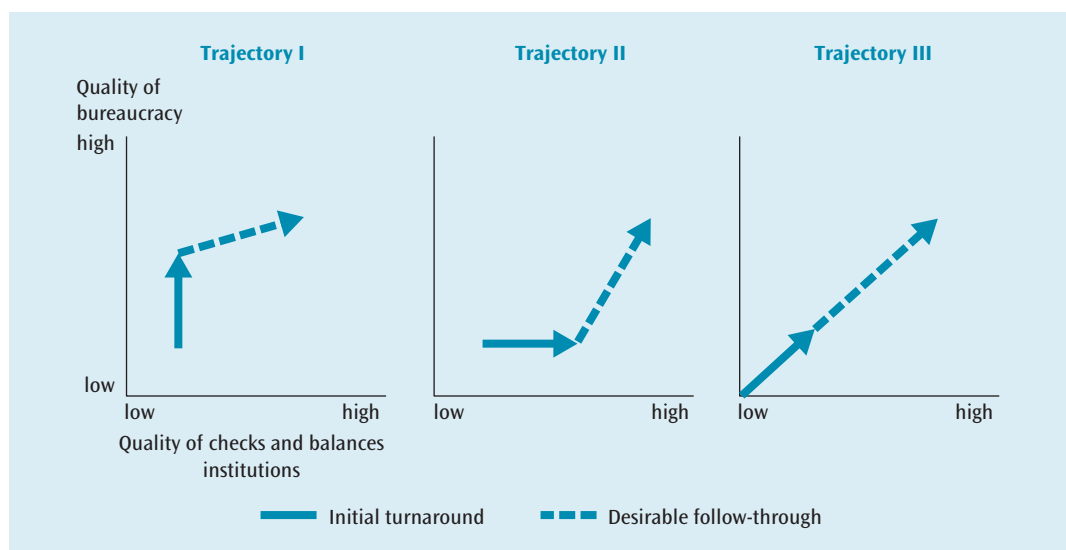 Trajectory I
Trajectory II
Trajectory III
Quality of
bureaucracy
high
low
low
high
low
high
low
high
Quality of checks and balances
institutions
Initial turnaround
Desirable follow-through